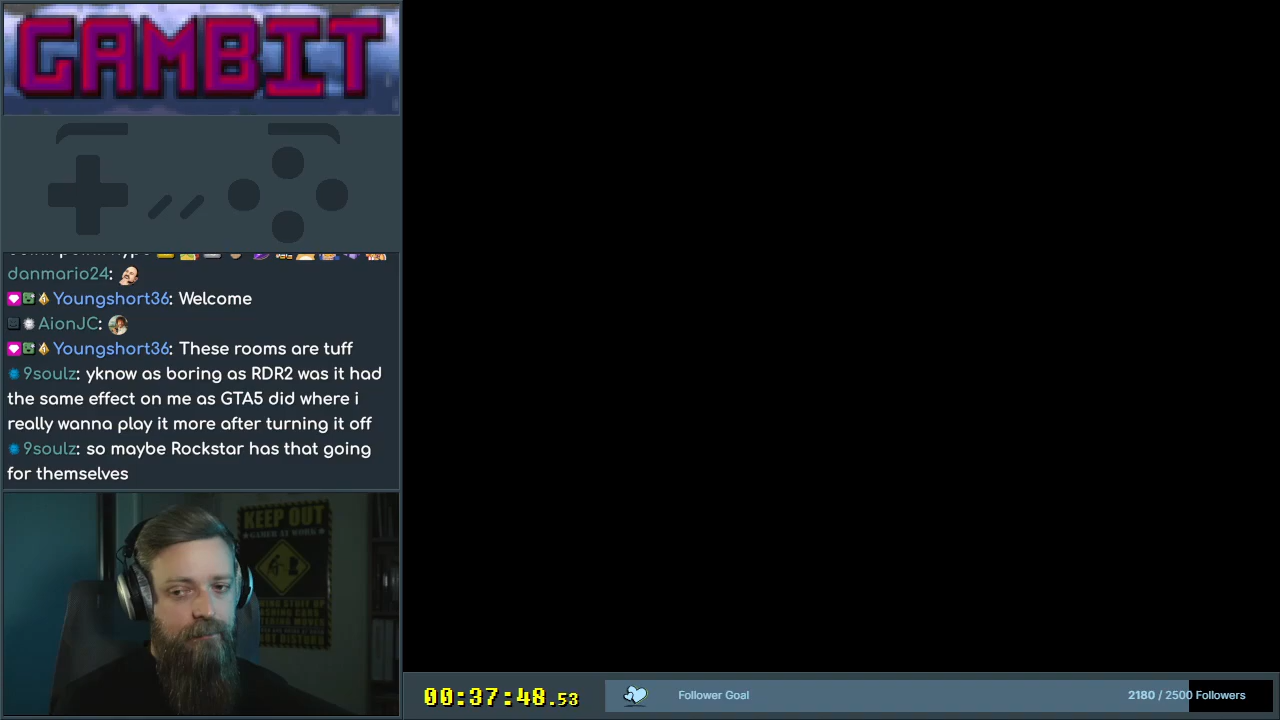 GAMBIT
danmario24:
Youngshort36: Welcome
AionJC:
Youngshort36: These rooms are tuff
9soulz: yknow as boring as RDR2 was it had
the same effect on me as GTA5 did where i
really wanna play it more after turning it off
9soulz: so maybe Rockstar has that going
for themselves
KEEP OUT
GAMER AT WORK
00:37:48.53
Follower Goal
2180 / 2500 Followers